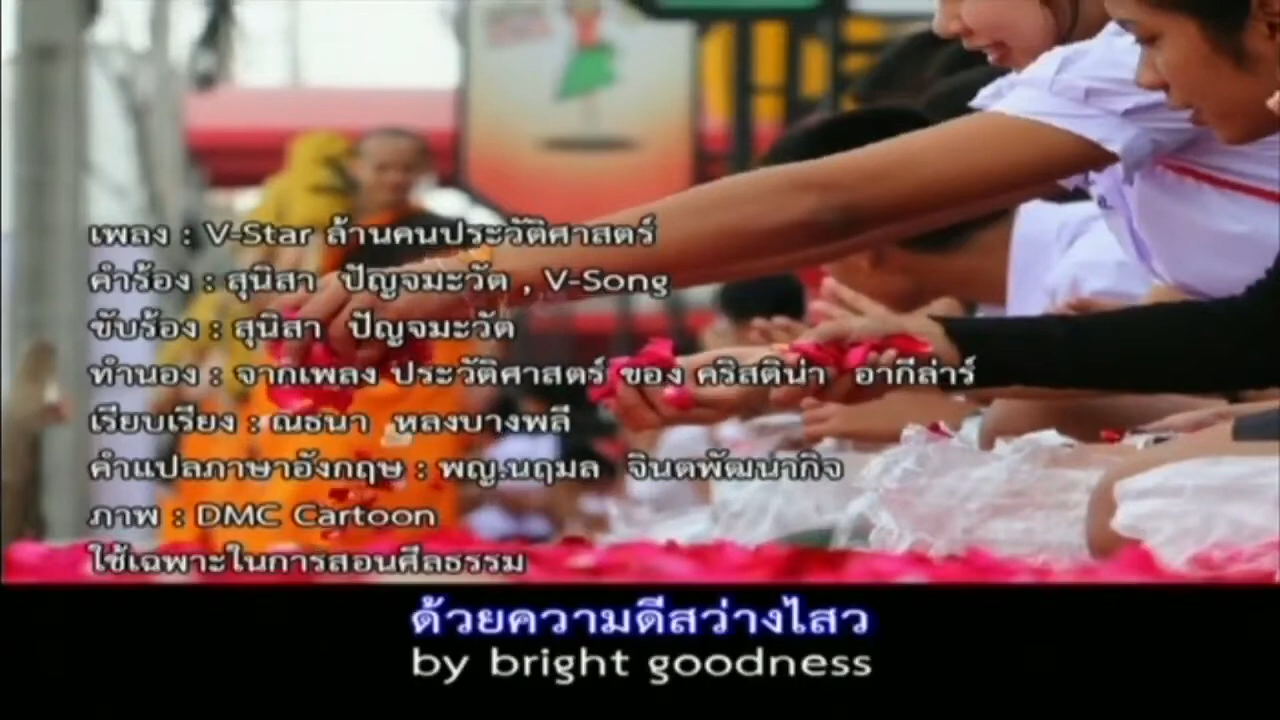 เพลง : V-Star ล้านคนประวัติศาสตร์
คำร้อง : สุนิสา ปัญจมะวัต , V-Song
ขับร้อง : สุนิสา ปัญจมะวัต
ทำนอง : จากเพลง ประวัติศาสตร์ ของ คริสติน่า อากีล่าร์
เรียบเรียง : ณธนา หลงบางพลี
คำแปลภาษาอังกฤษ : พญ.นฤมล จินตพัฒนากิจ
ภาพ : DMC Cartoon
ใช้เฉพาะในการสอนศีลธรรม
ด้วยความดีสว่างไสว
by bright goodness